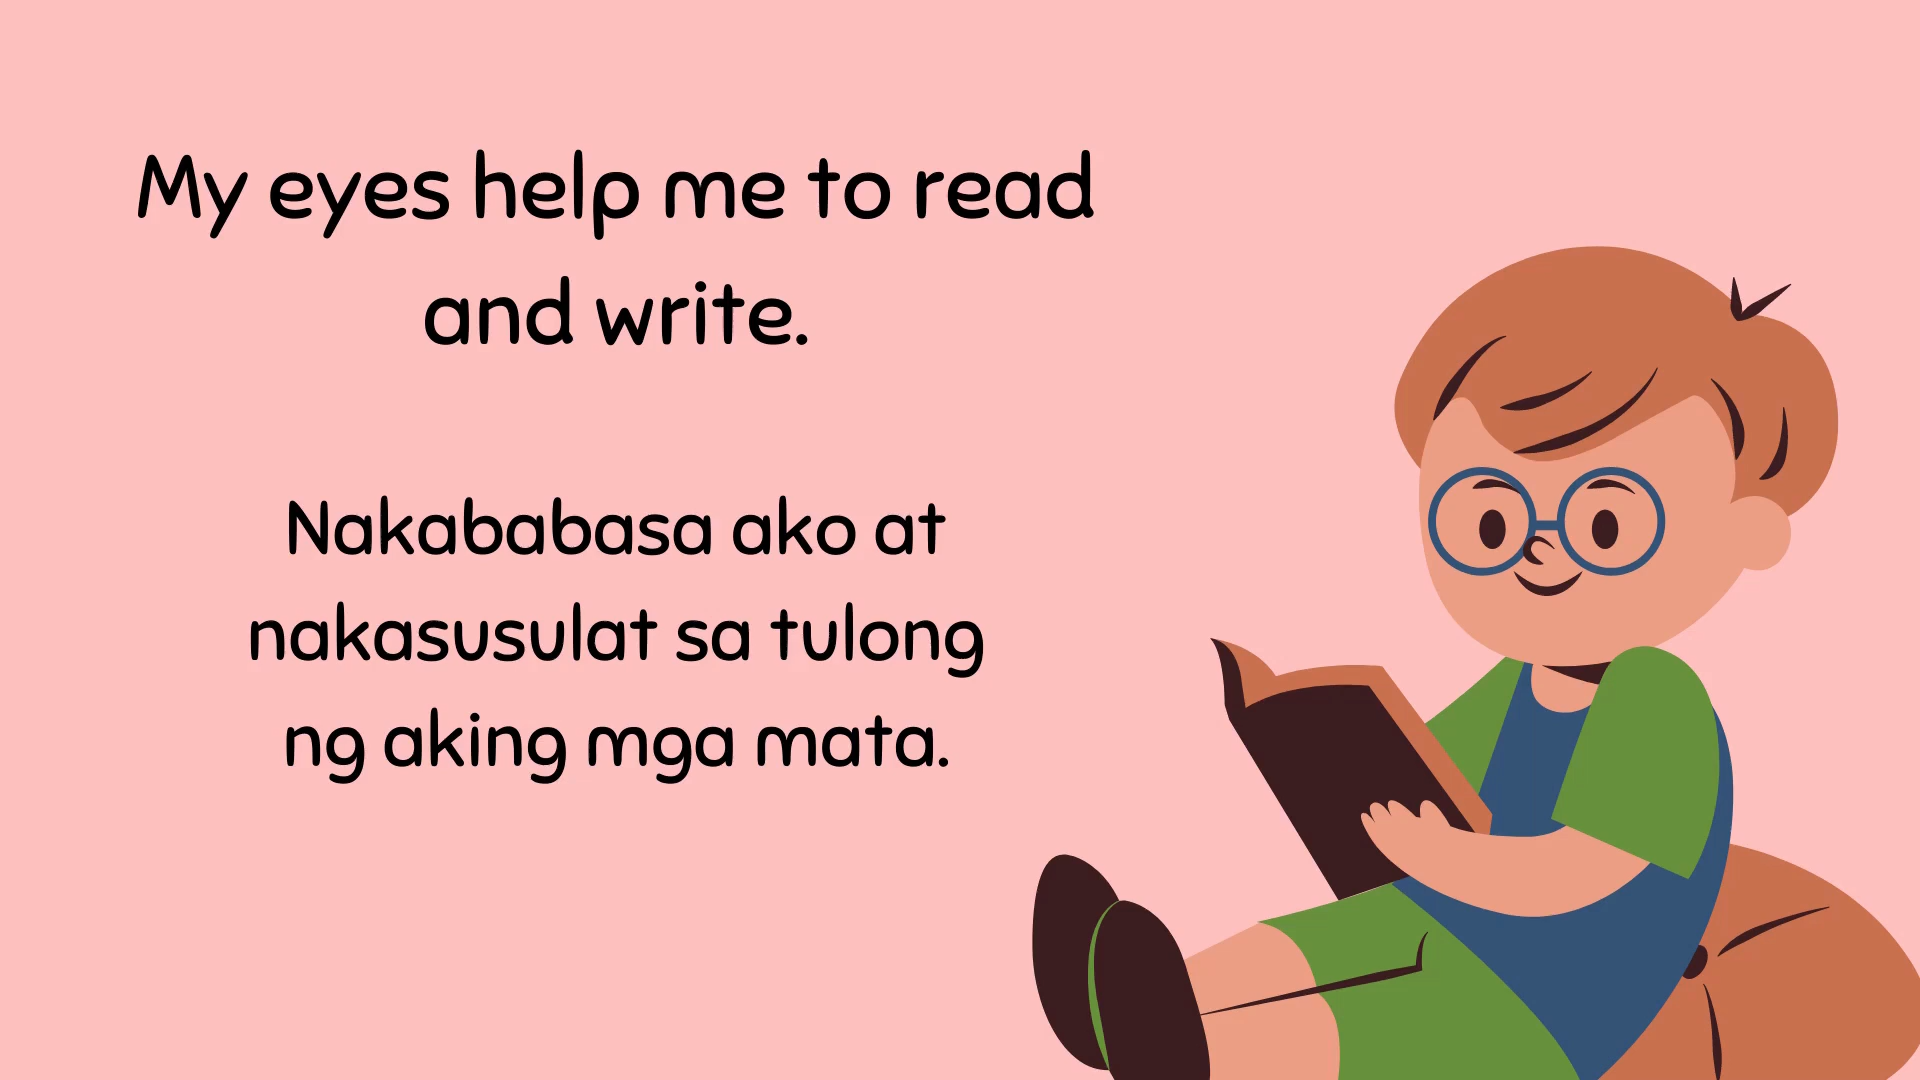 My eyes help me to read
and write.
Nakababasa ako at
nakasusulat sa tulong
ng aking mga mata.